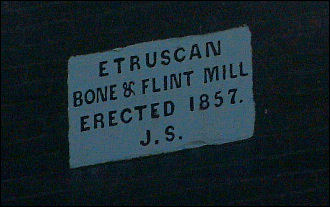 ETRUSCAN
BONE & FLINT MILL
ERECTED 1857.
J.S.